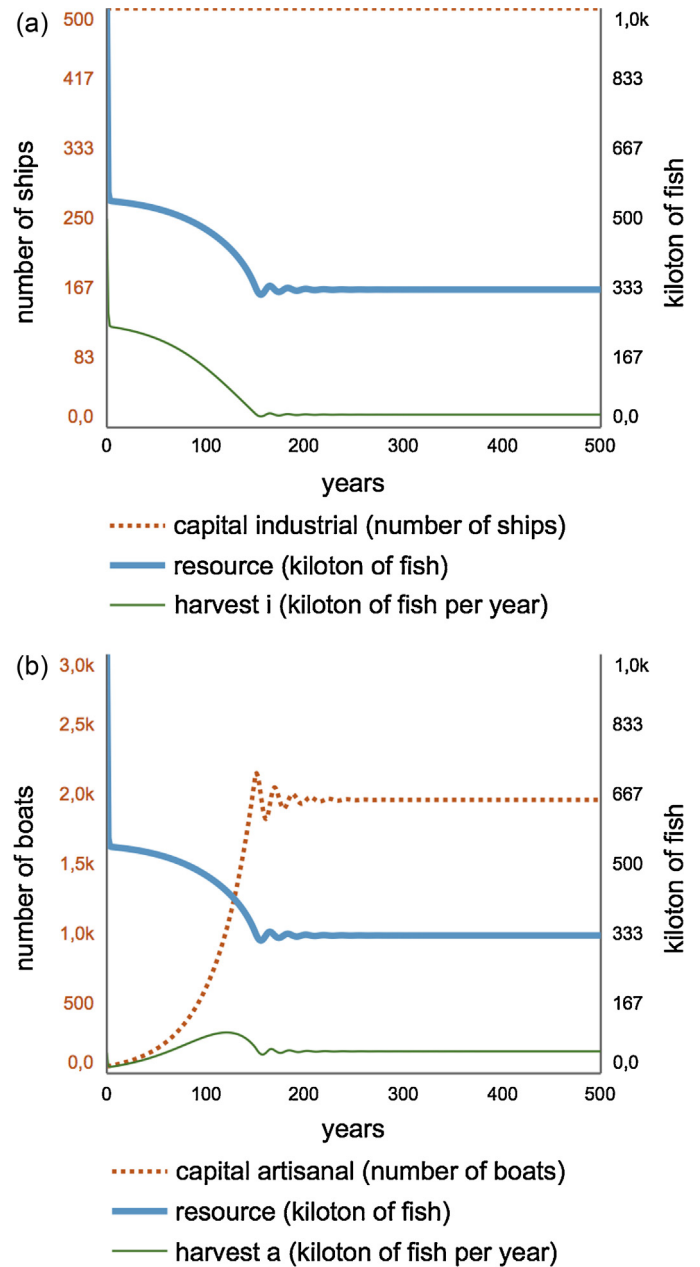 (a)
500
417
333
250
167
83
0,0
number of ships
1,0k
833
667
500
333
167
0,0
kiloton of fish
0 100 200 300 400 500
years
capital industrial (number of ships)
resource (kiloton of fish)
harvest i (kiloton of fish per year)
(b)
3,0k
2,5k
2,0k
1,5k
1,0k
500
0,0
number of boats
1,0k
833
667
500
333
167
0,0
kiloton of fish
0 100 200 300 400 500
years
capital artisanal (number of boats)
resource (kiloton of fish)
harvest a (kiloton of fish per year)